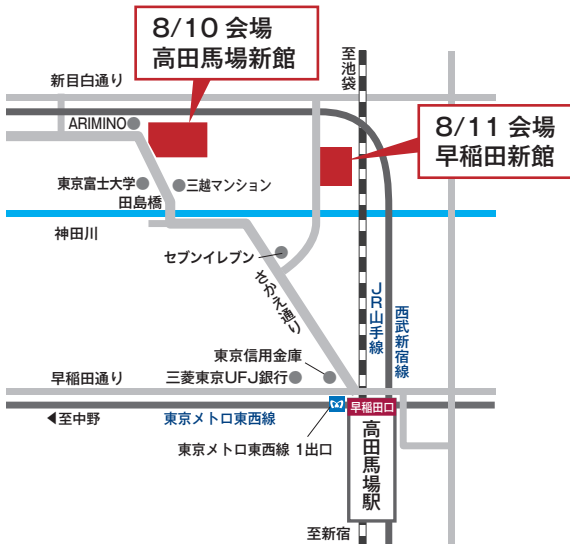 8/10 会場
高田馬場新館
至池袋
新目白通り
ARIMINO
8/11 会場
早稲田新館
東京富士大学
三越マンション
田島橋
神田川
セブンイレブン
さかえ通り
JR山手線
西武新宿線
東京信用金庫
早稲田通り
三菱東京UFJ銀行
早稲田口
◀至中野
東京メトロ東西線
東京メトロ東西線 1出口
高田馬場駅
至新宿